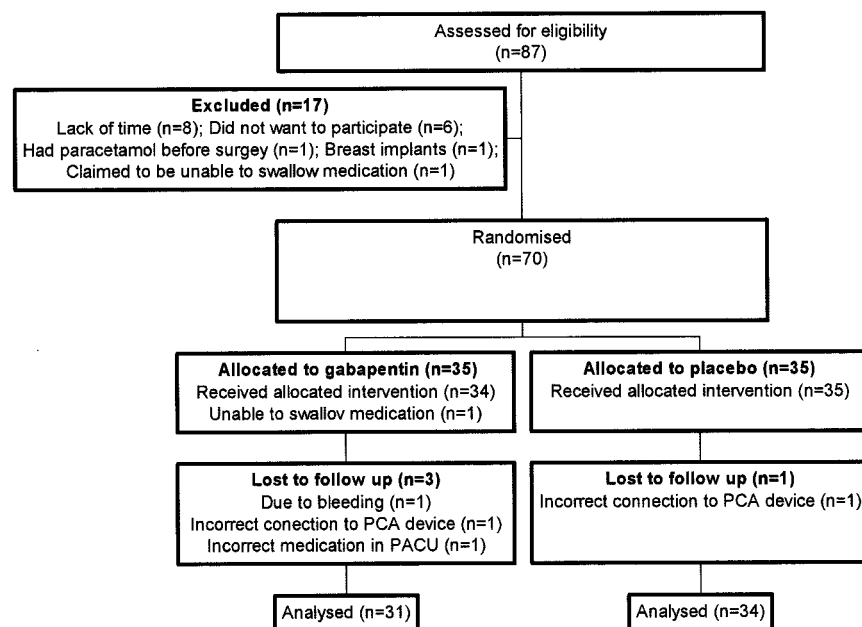 Assessed for eligibility
(n=87)
Excluded (n=17)
Lack of time (n=8); Did not want to participate (n=6);
Had paracetamol before surgey (n=1); Breast implants (n=1);
Claimed to be unable to swallow medication (n=1)
Randomised
(n=70)
Allocated to gabapentin (n=35)
Received allocated intervention (n=34)
Unable to swallov medication (n=1)
Allocated to placebo (n=35)
Received allocated intervention (n=35)
Lost to follow up (n=3)
Due to bleeding (n=1)
Incorrect conection to PCA device (n=1)
Incorrect medication in PACU (n=1)
Lost to follow up (n=1)
Incorrect connection to PCA device (n=1)
Analysed (n=31)
Analysed (n=34)